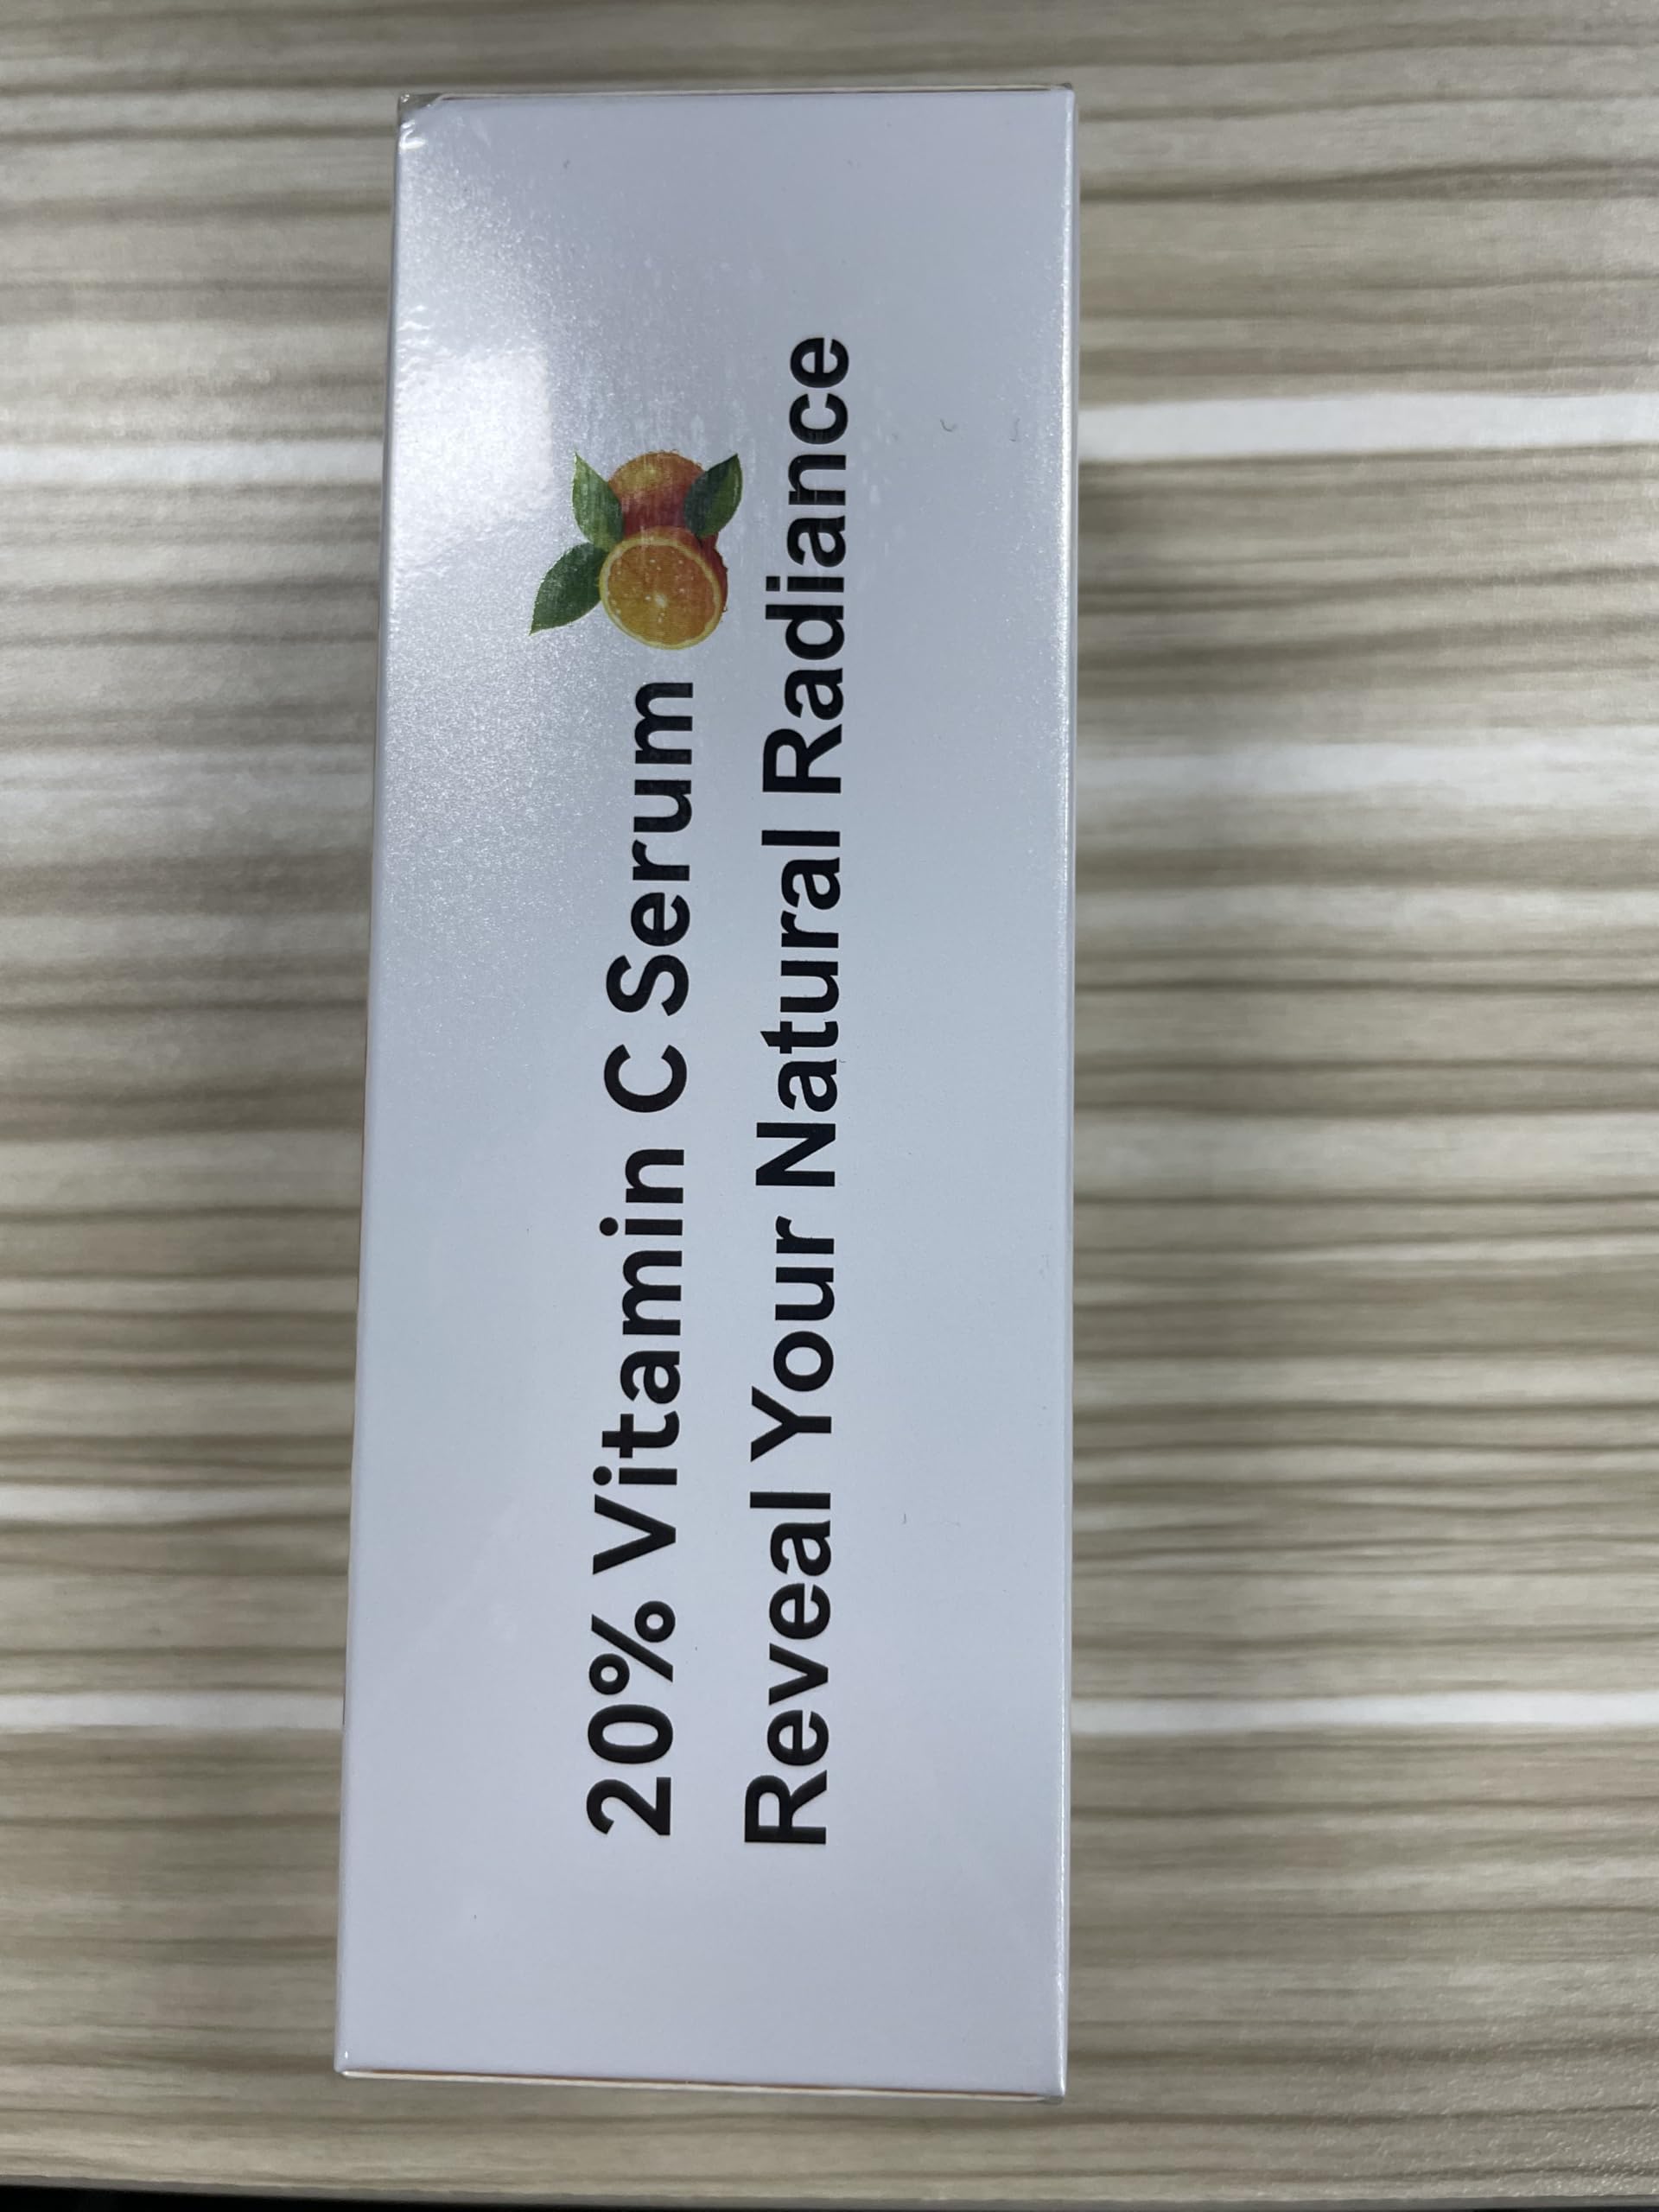 20% Vitamin C Serum
Reveal Your Natural Radiance